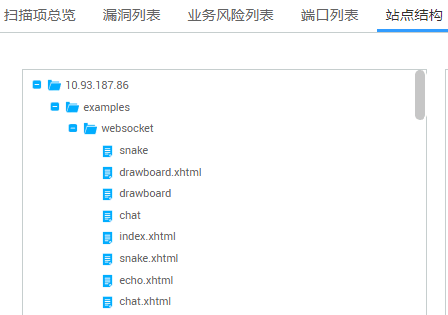 扫描项总览 漏洞列表 业务风险列表 端口列表 站点结构
10.93.187.86
examples
websocket
snake
drawboard.xhtml
drawboard
chat
index.xhtml
snake.xhtml
echo.xhtml
chat.xhtml